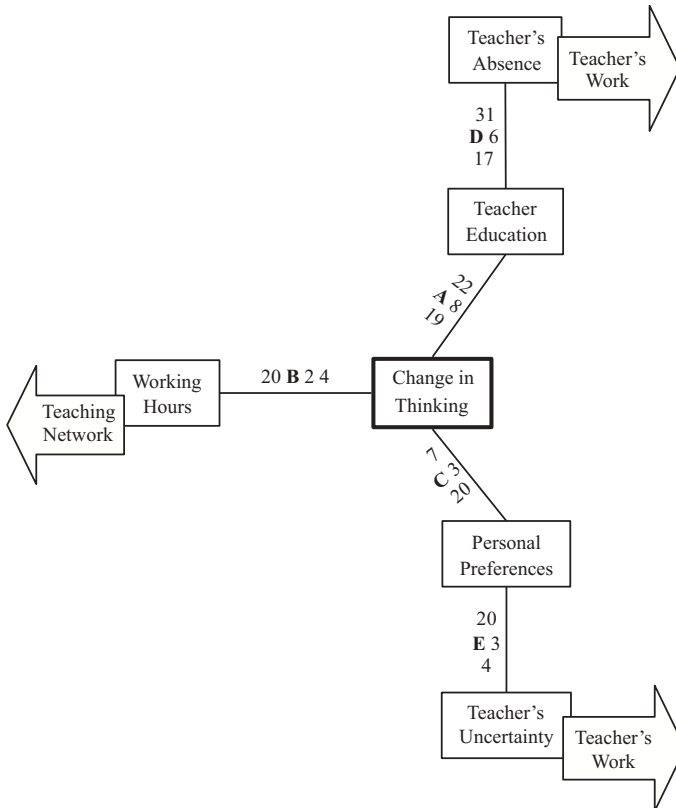 Teacher’s
Absence
Teacher’s
Work
31
D 6
17
Teacher
Education
22
A 8
19
Working
Hours
Teaching
Network
20 B 2 4
Change in
Thinking
7
C 3
20
Personal
Preferences
20
E 3
4
Teacher’s
Uncertainty
Teacher’s
Work